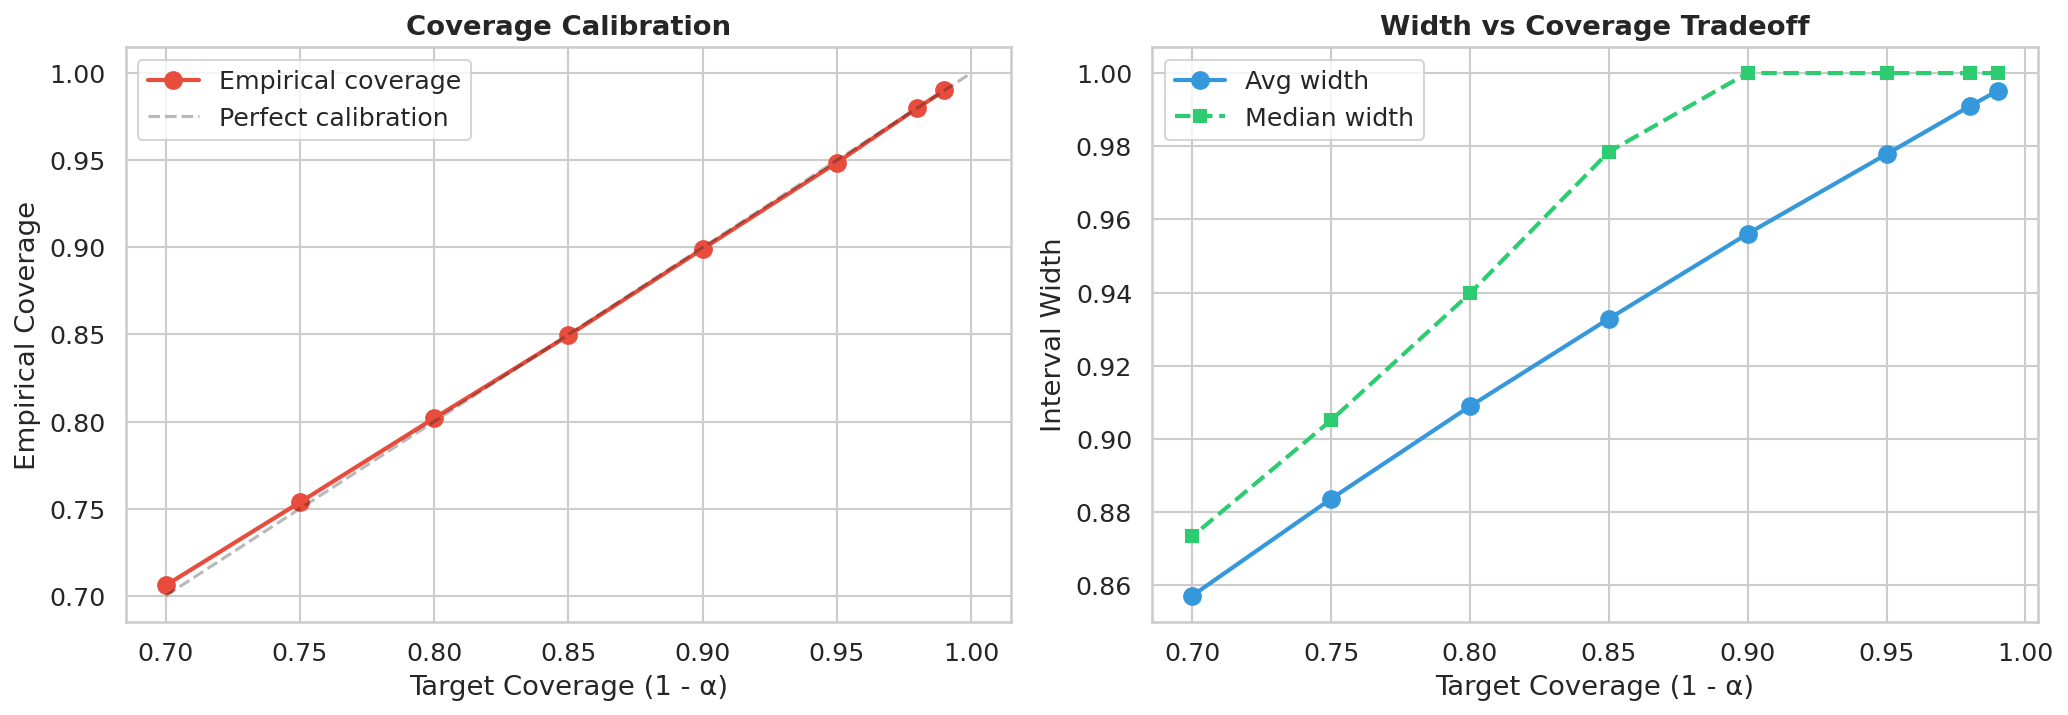 Coverage Calibration
Empirical coverage
Perfect calibration
1.00
0.95
0.90
0.85
0.80
0.75
0.70
Empirical Coverage
0.70 0.75 0.80 0.85 0.90 0.95 1.00
Target Coverage (1 - α)
Width vs Coverage Tradeoff
Avg width
Median width
1.00
0.98
0.96
0.94
0.92
0.90
0.88
0.86
Interval Width
0.70 0.75 0.80 0.85 0.90 0.95 1.00
Target Coverage (1 - α)